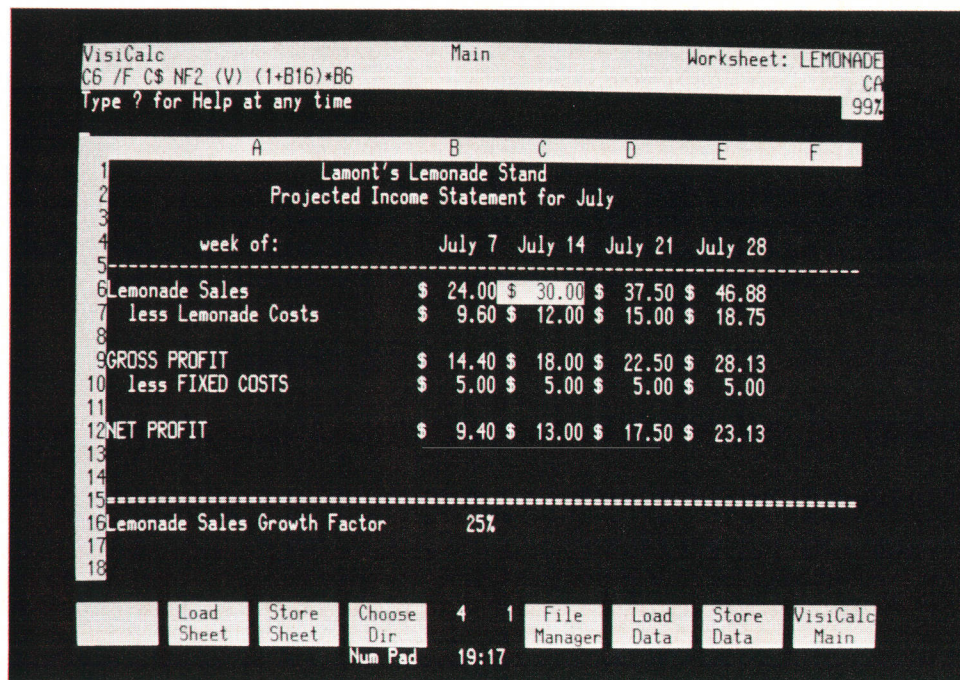 VisiCalc Main Worksheet: LEMONADE
C6 /F C$ NF2 (V) (1+B16)*B6 CA
Type ? for Help at any time 99%
A B C D E F
1 Lamont's Lemonade Stand
2 Projected Income Statement for July
3
4 week of: July 7 July 14 July 21 July 28
5 --------------------------------------------------------------------------------
6 Lemonade Sales $ 24.00 $ 30.00 $ 37.50 $ 46.88
7 less Lemonade Costs $ 9.60 $ 12.00 $ 15.00 $ 18.75
8
9 GROSS PROFIT $ 14.40 $ 18.00 $ 22.50 $ 28.13
10 less FIXED COSTS $ 5.00 $ 5.00 $ 5.00 $ 5.00
11
12 NET PROFIT $ 9.40 $ 13.00 $ 17.50 $ 23.13
13
14
15 ================================================================================
16 Lemonade Sales Growth Factor 25%
17
18
Load Store Choose 4 1 File Load Store VisiCalc
Sheet Sheet Dir Manager Data Data Main
Num Pad 19:17